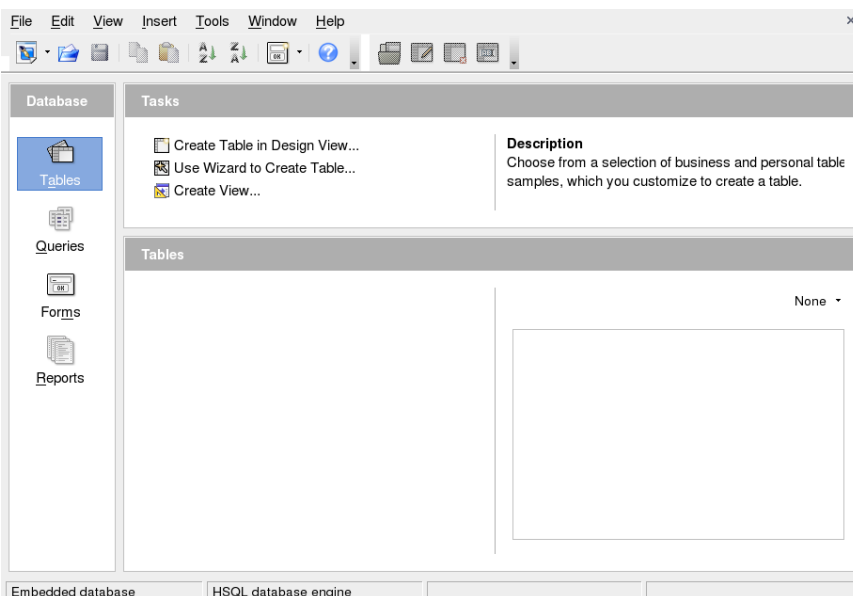 File Edit View Insert Tools Window Help
Database
Tasks
Tables
Queries
Forms
Reports
Create Table in Design View...
Use Wizard to Create Table...
Create View...
Description
Choose from a selection of business and personal table
samples, which you customize to create a table.
Tables
None
Embedded database
HSQL database engine